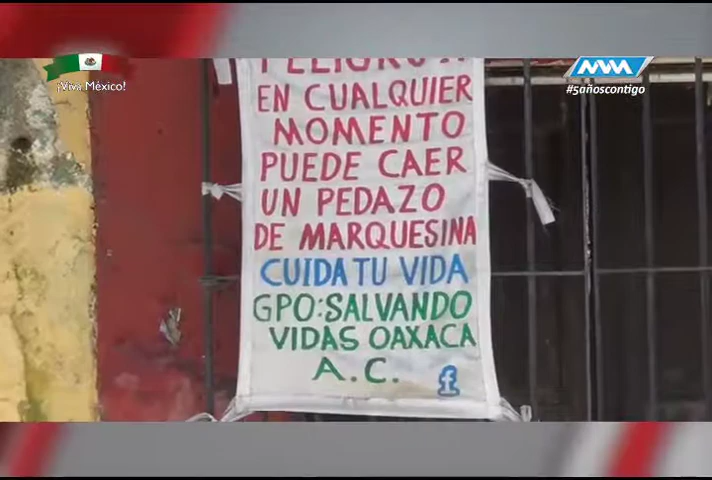 ¡Viva México!
#5añoscontigo
EN CUALQUIER
MOMENTO
PUEDE CAER
UN PEDAZO
DE MARQUESINA
CUIDA TU VIDA
GPO:SALVANDO
VIDAS OAXACA
A.C.
f